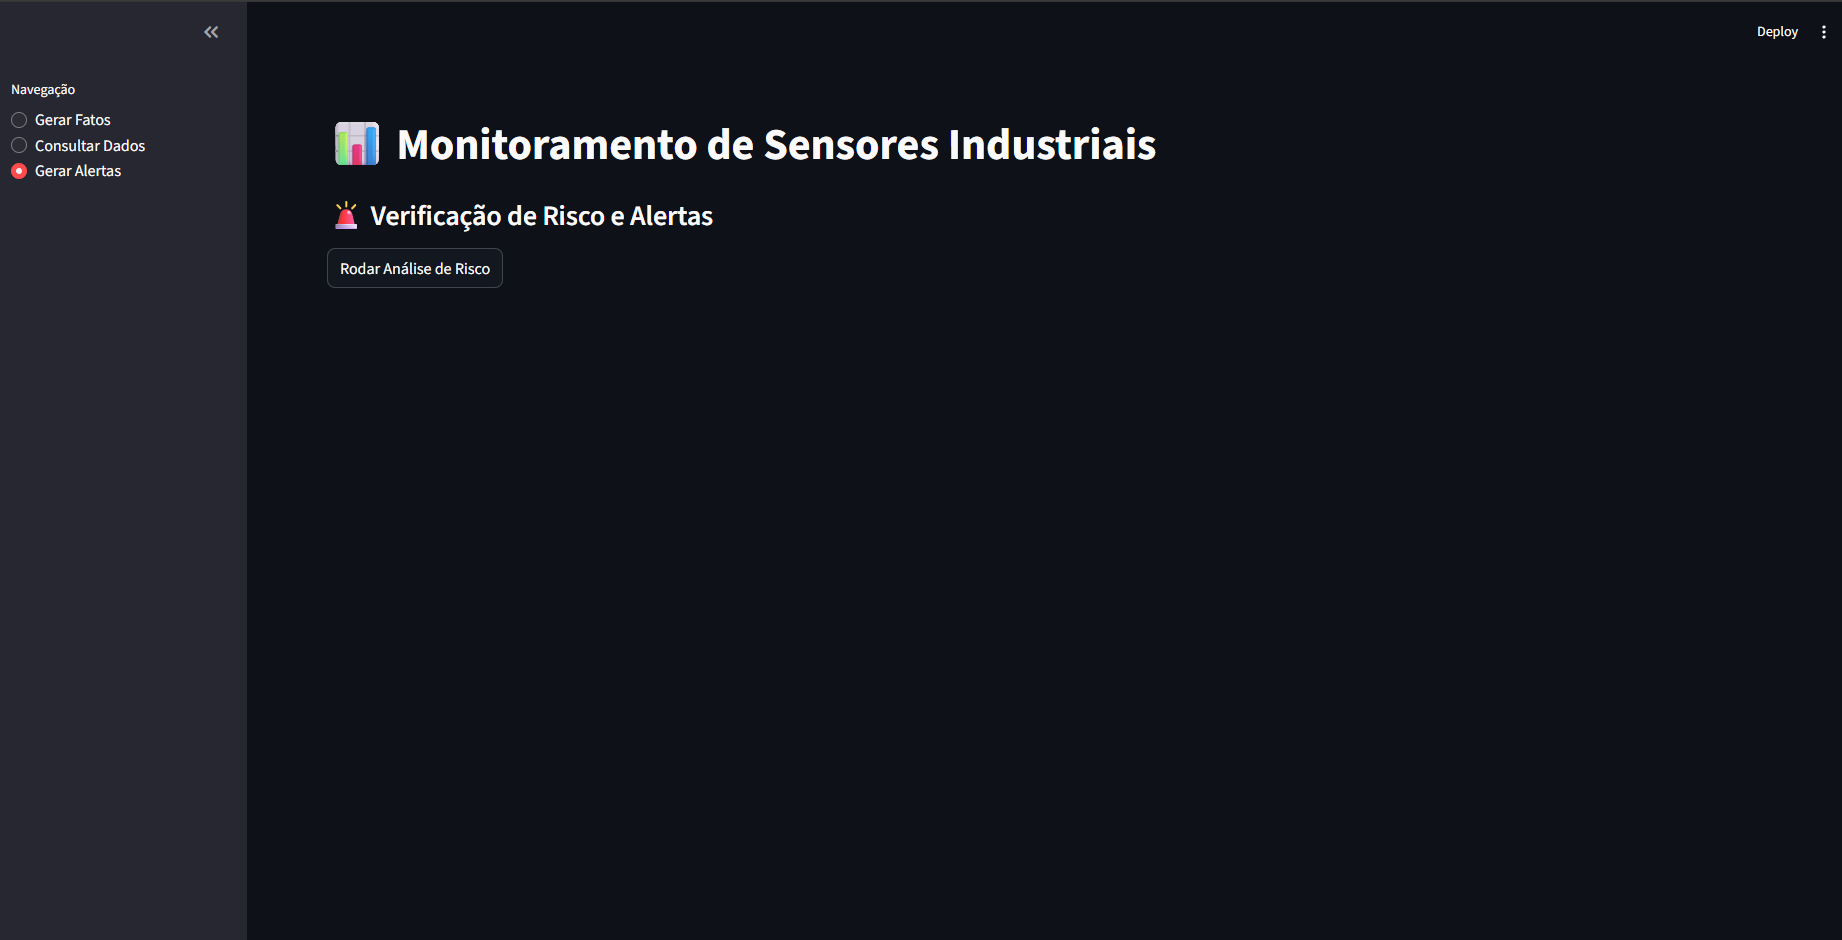 Deploy
Navegação
Gerar Fatos
Consultar Dados
Gerar Alertas
Monitoramento de Sensores Industriais
Verificação de Risco e Alertas
Rodar Análise de Risco